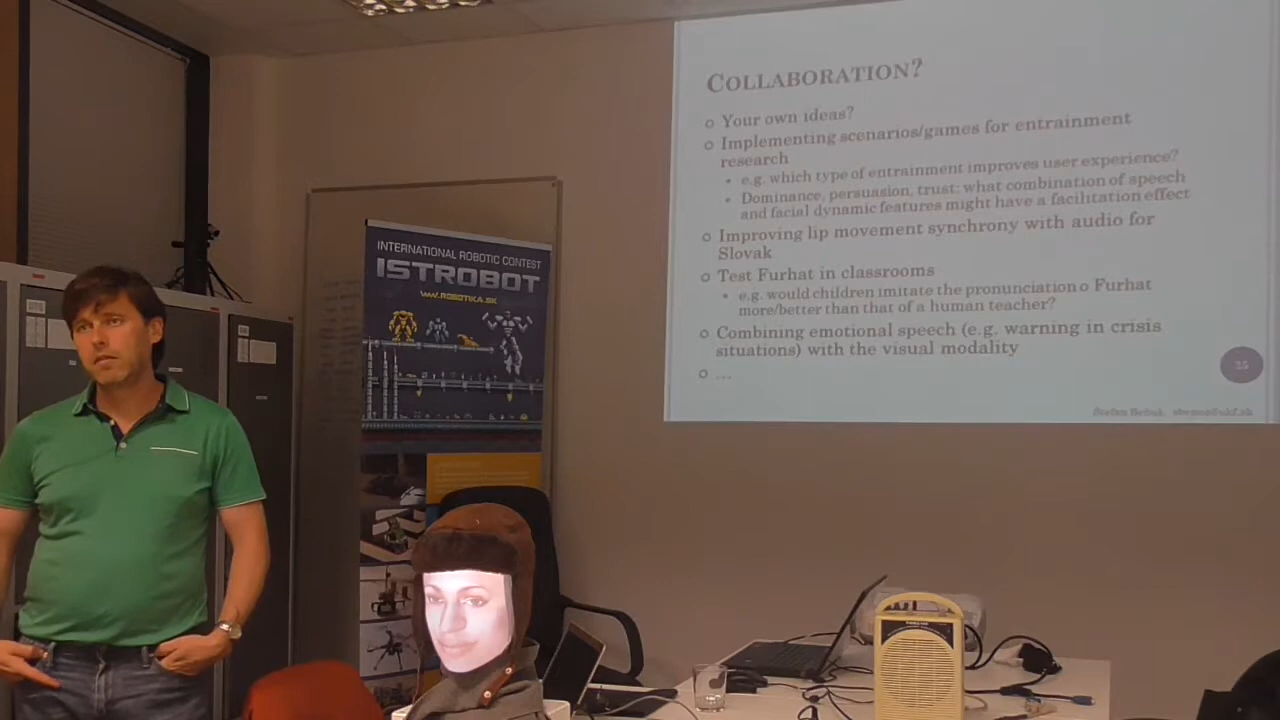 COLLABORATION?
Your own ideas?
Implementing scenarios/games for entrainment
research
e.g. which type of entrainment improves user experience?
Dominance, persuasion, trust: what combination of speech
and facial dynamic features might have a facilitation effect
Improving lip movement synchrony with audio for
Slovak
Test Furhat in classrooms
e.g. would children imitate the pronunciation o Furhat
more/better than that of a human teacher?
Combining emotional speech (e.g. warning in crisis
situations) with the visual modality
...
INTERNATIONAL ROBOTIC CONTEST
ISTROBOT
WWW.ROBOTIKA.SK